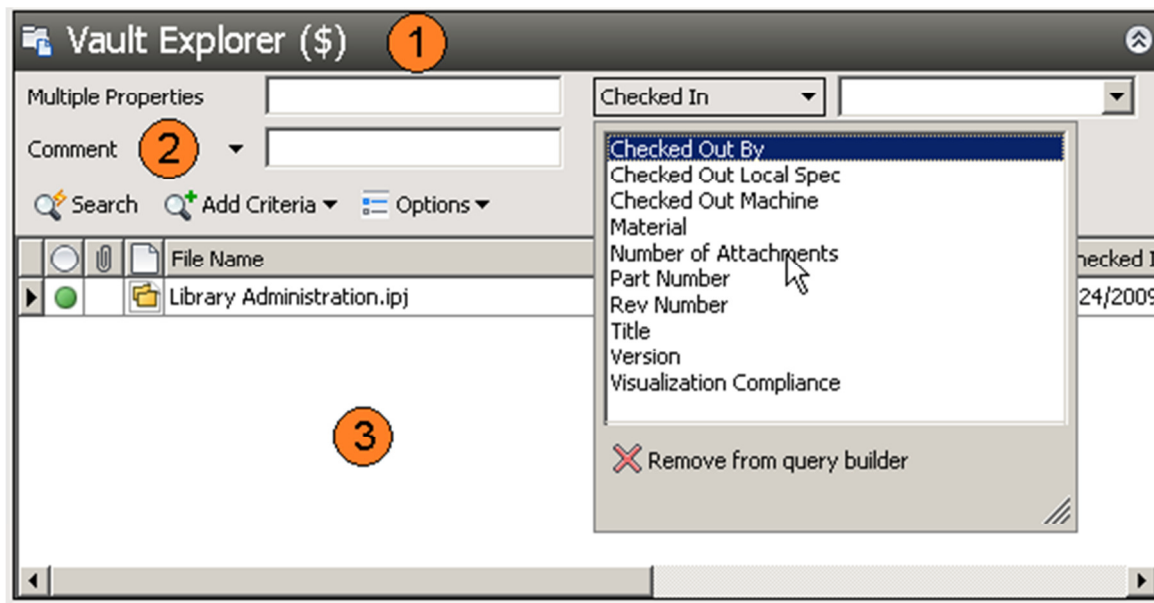 Vault Explorer ($) 1
Multiple Properties Checked In
Comment 2
Checked Out By
Checked Out Local Spec
Search Add Criteria Options Checked Out Machine
Material
File Name Number of Attachments
Part Number
Library Administration.ipj Rev Number 24/2009
Title
Version
Visualization Compliance
3
Remove from query builder